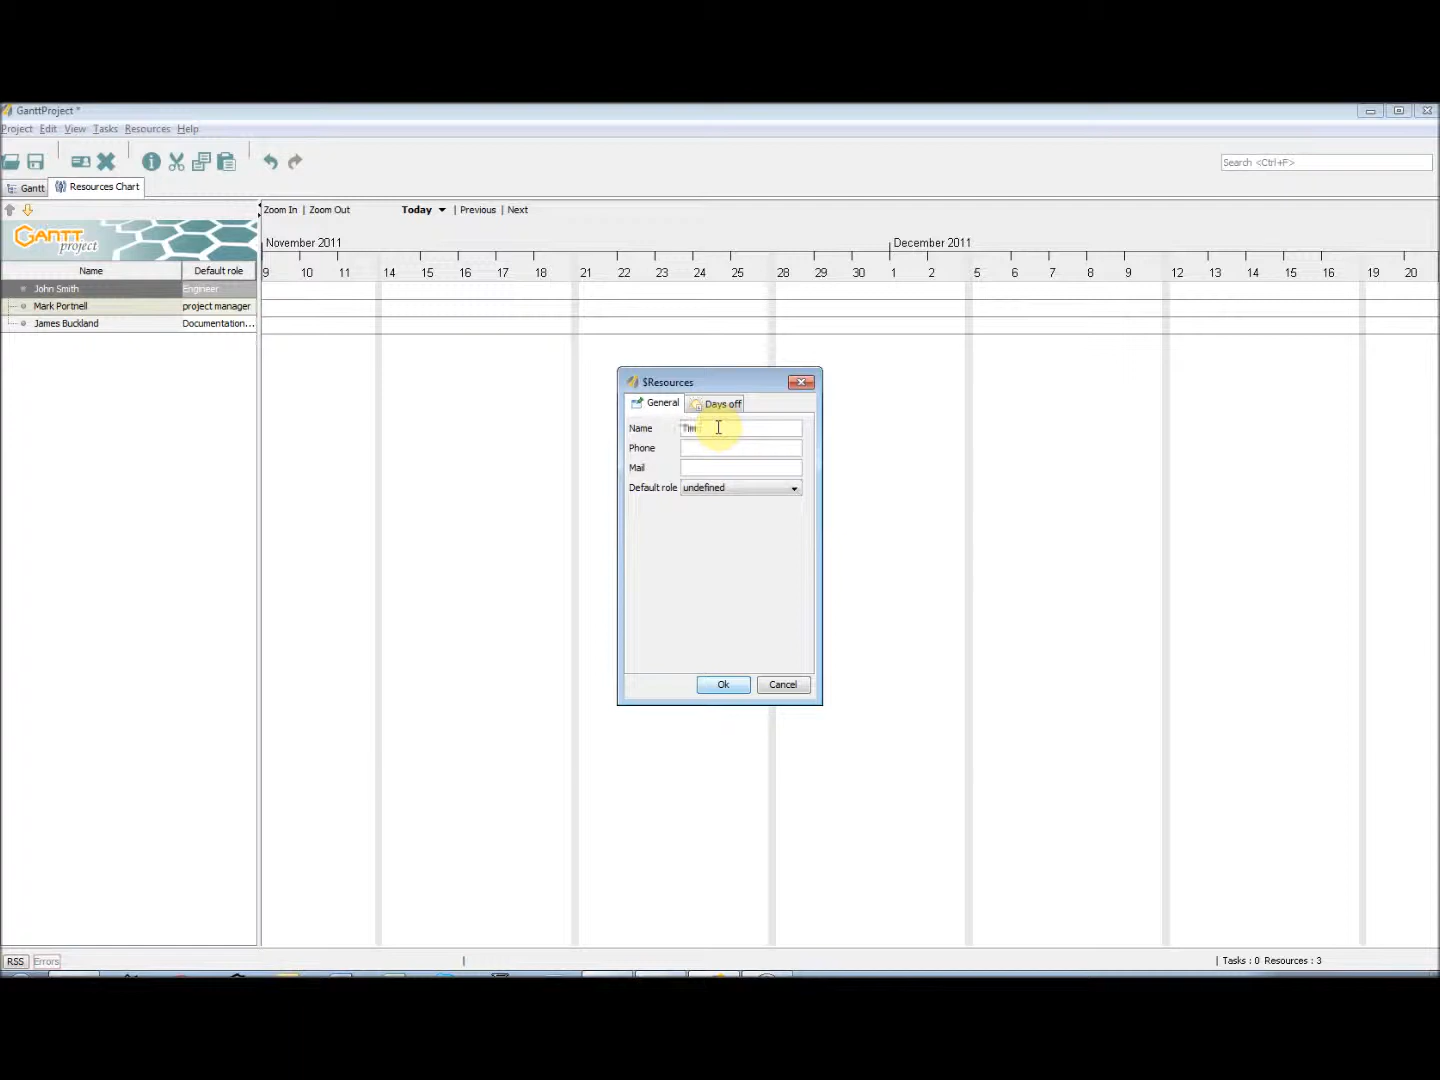 GanttProject *
Project Edit View Tasks Resources Help
Search <Ctrl+F>
Gantt Resources Chart
Zoom In | Zoom Out Today | Previous | Next
GANTT project
November 2011 December 2011
Name Default role
9 10 11 14 15 16 17 18 21 22 23 24 25 28 29 30 1 2 5 6 7 8 9 12 13 14 15 16 19 20
John Smith Engineer
Mark Portnell project manager
James Buckland Documentation...
$Resources
General Days off
Name
Phone
Mail
Default role undefined
Ok Cancel
RSS Errors
| | Tasks : 0 Resources : 3